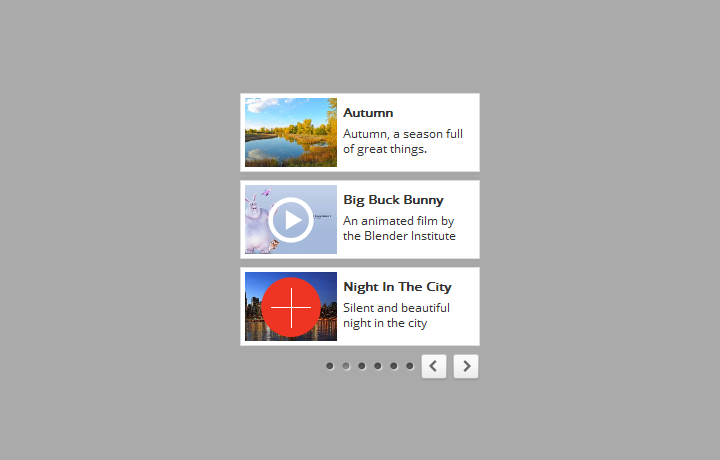 Autumn
Autumn, a season full
of great things.
Big Buck Bunny
An animated film by
the Blender Institute
Night In The City
Silent and beautiful
night in the city